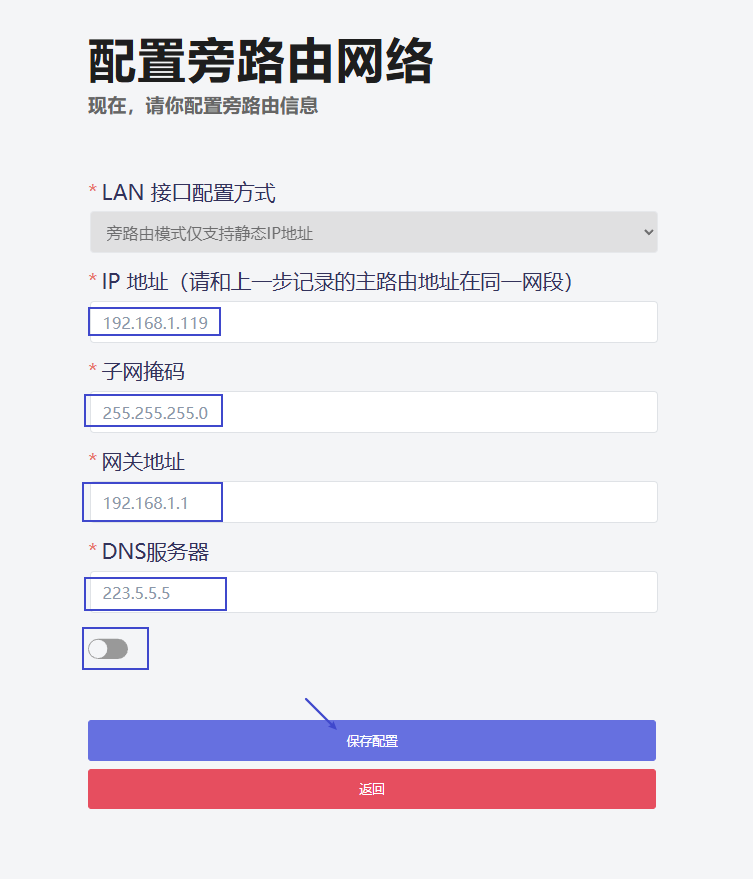 配置旁路由网络
现在，请你配置旁路由信息
* LAN 接口配置方式
旁路由模式仅支持静态IP地址
* IP 地址（请和上一步记录的主路由地址在同一网段）
192.168.1.119
* 子网掩码
255.255.255.0
* 网关地址
192.168.1.1
* DNS服务器
223.5.5.5
保存配置
返回